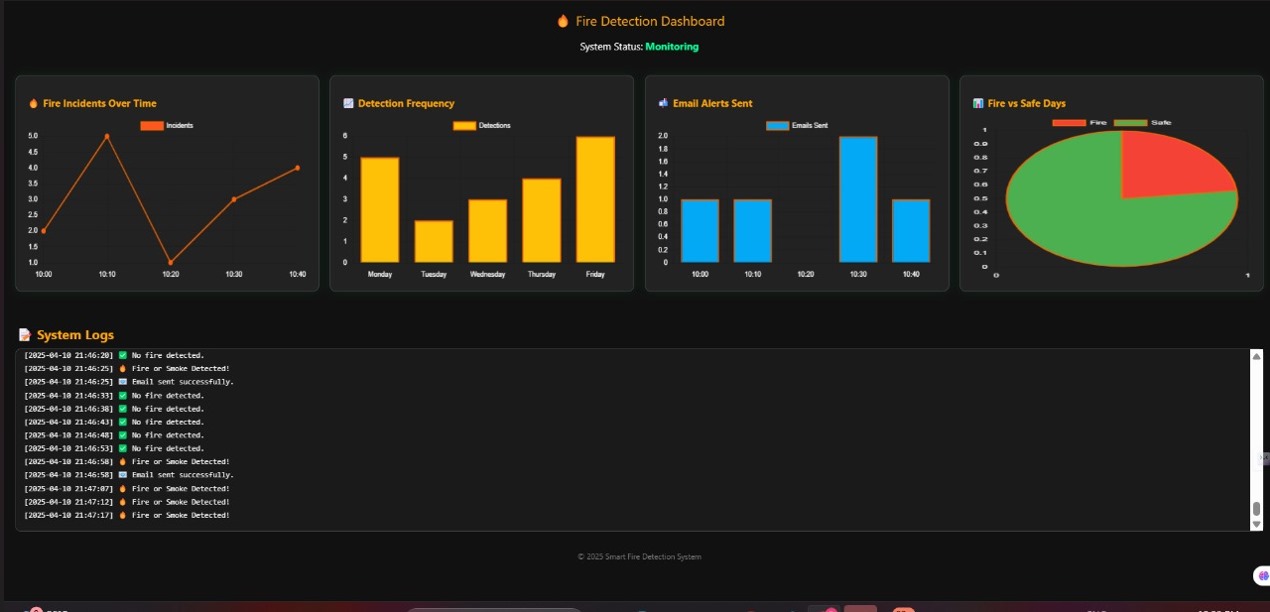 Fire Detection Dashboard
System Status: Monitoring
Fire Incidents Over Time
Incidents
5.0
4.5
4.0
3.5
3.0
2.5
2.0
1.5
1.0
10:00 10:10 10:20 10:30 10:40
Detection Frequency
Detections
6
5
4
3
2
1
0
Monday Tuesday Wednesday Thursday Friday
Email Alerts Sent
Emails Sent
2.0
1.8
1.6
1.4
1.2
1.0
0.8
0.6
0.4
0.2
0
10:00 10:10 10:20 10:30 10:40
Fire vs Safe Days
Fire Safe
1
0.9
0.8
0.7
0.6
0.5
0.4
0.3
0.2
0.1
0
0 1
System Logs
[2025-04-10 21:46:20] No fire detected.
[2025-04-10 21:46:25] Fire or Smoke Detected!
[2025-04-10 21:46:25] Email sent successfully.
[2025-04-10 21:46:33] No fire detected.
[2025-04-10 21:46:38] No fire detected.
[2025-04-10 21:46:43] No fire detected.
[2025-04-10 21:46:48] No fire detected.
[2025-04-10 21:46:53] No fire detected.
[2025-04-10 21:46:58] Fire or Smoke Detected!
[2025-04-10 21:46:58] Email sent successfully.
[2025-04-10 21:47:07] Fire or Smoke Detected!
[2025-04-10 21:47:12] Fire or Smoke Detected!
[2025-04-10 21:47:17] Fire or Smoke Detected!
© 2025 Smart Fire Detection System